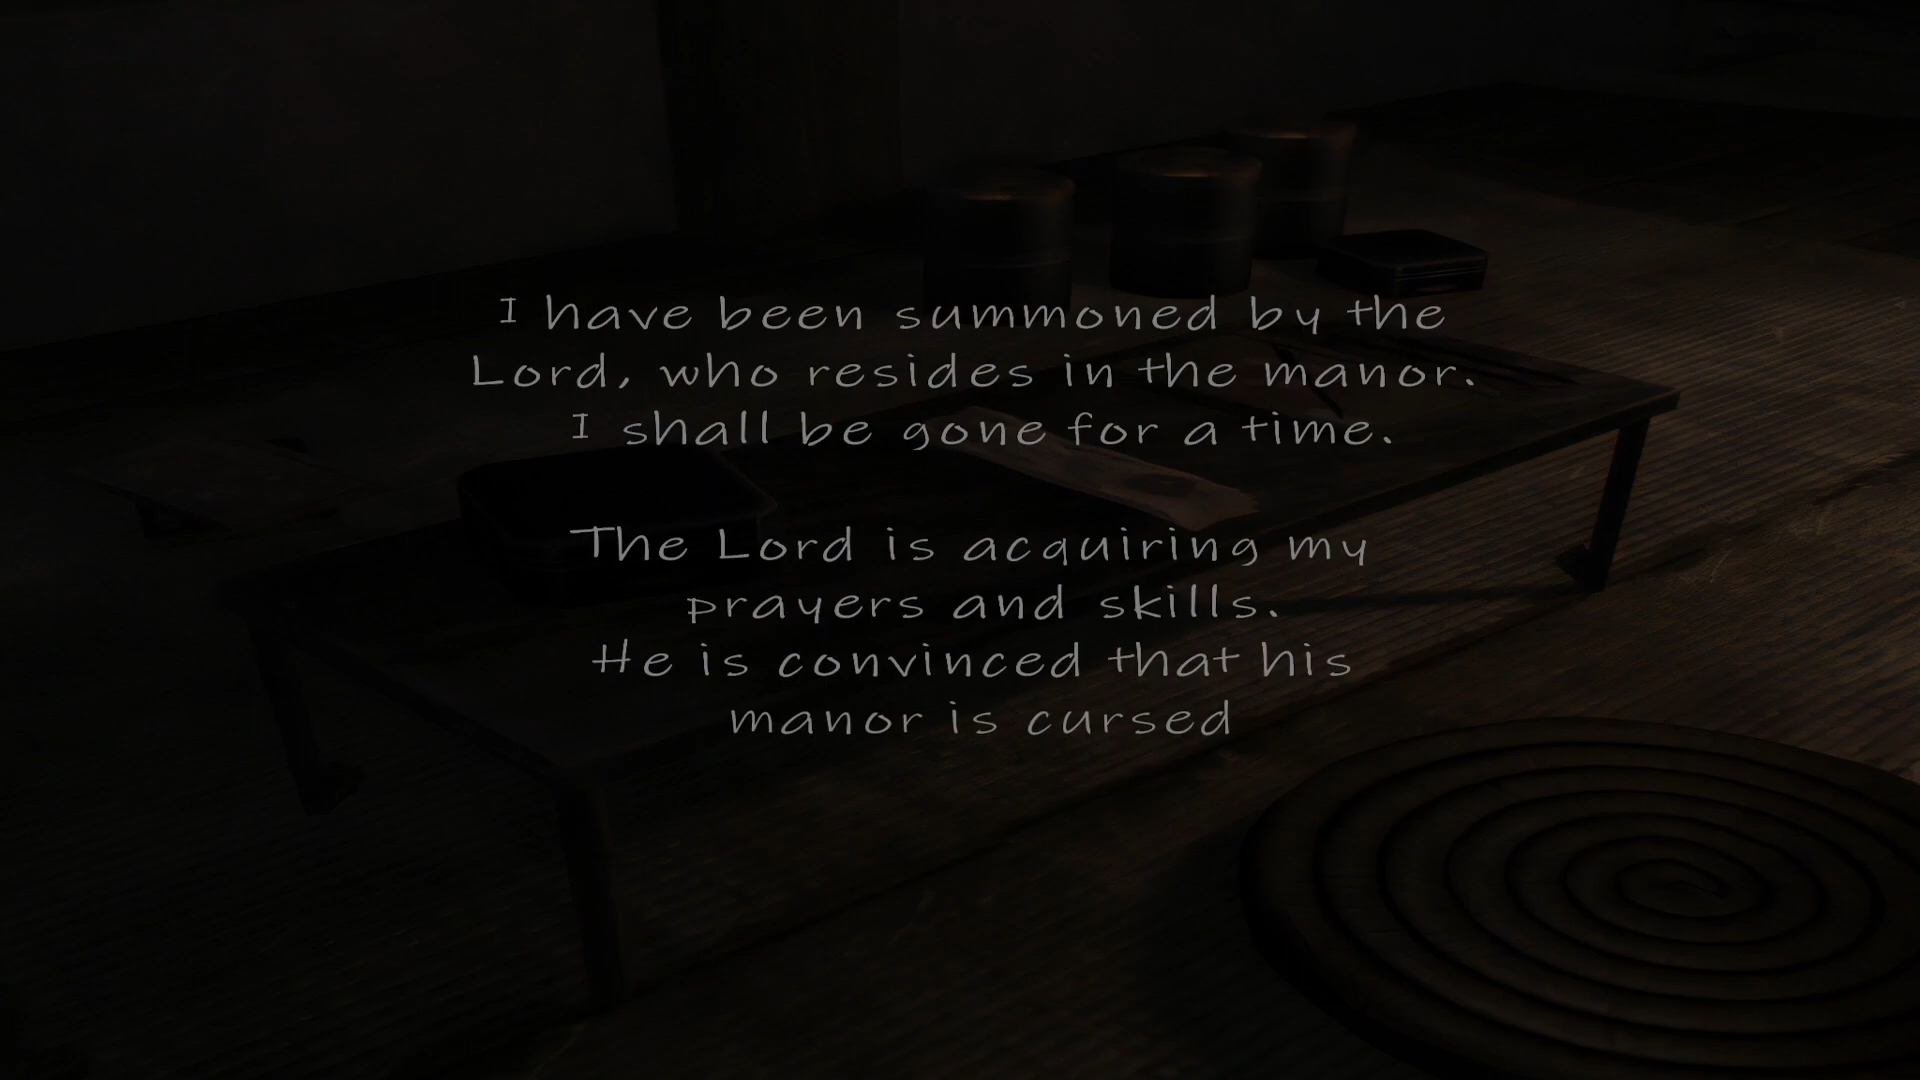 I have been summoned by the
Lord, who resides in the manor.
I shall be gone for a time.
The Lord is acquiring my
prayers and skills.
He is convinced that his
manor is cursed